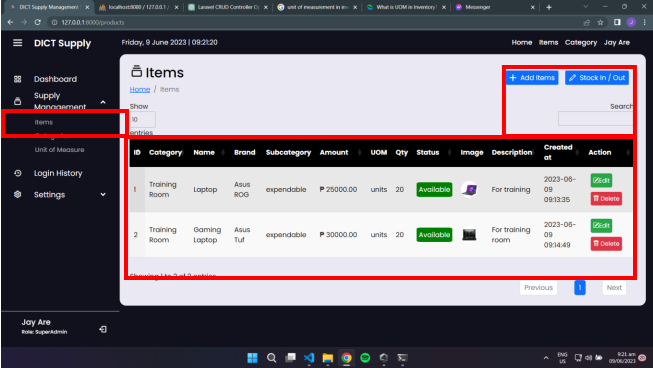 DICT Supply Management
localhost:8080 / 127.0.0.1 /
Laravel CRUD Controller
unit of measurement in inv
What is UOM in Inventory?
Messenger
127.0.0.1:8000/products
DICT Supply
Friday, 9 June 2023 | 09:21:20
Home Items Category Jay Are
Dashboard
Supply
Management
Items
Unit of Measure
Login History
Settings
Jay Are
Role: SuperAdmin
Items
Home / Items
+ Add Items
Stock In / Out
Show
10
entries
Search
ID Category Name Brand Subcategory Amount UOM Qty Status Image Description Created at Action
1 Training Room Laptop Asus ROG expendable ₱ 25000.00 units 20 Available For training 2023-06-09 09:13:35 Edit Delete
2 Training Room Gaming Laptop Asus Tuf expendable ₱ 30000.00 units 20 Available For training room 2023-06-09 09:14:49 Edit Delete
Showing 1 to 2 of 2 entries
Previous 1 Next
ENG
US
9:21 am
09/06/2023